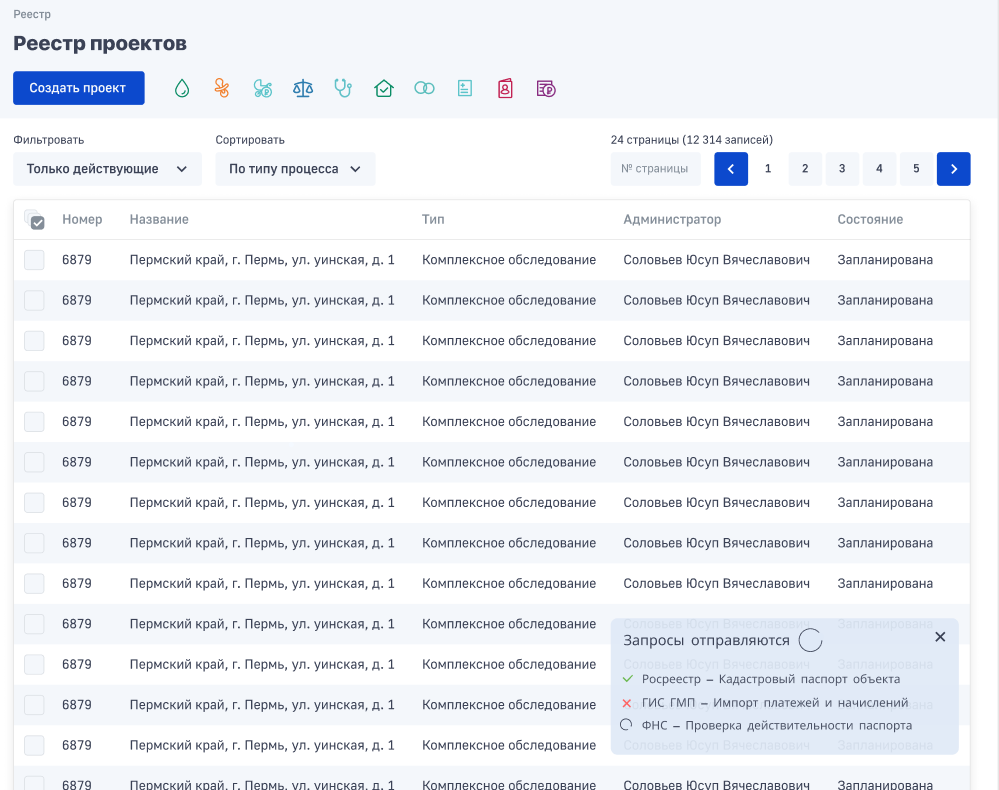 Реестр
Реестр проектов
Создать проект
Фильтровать Сортировать 24 страницы (12 314 записей)
Только действующие По типу процесса № страницы 1 2 3 4 5
Номер Название Тип Администратор Состояние
6879 Пермский край, г. Пермь, ул. уинская, д. 1 Комплексное обследование Соловьев Юсуп Вячеславович Запланирована
6879 Пермский край, г. Пермь, ул. уинская, д. 1 Комплексное обследование Соловьев Юсуп Вячеславович Запланирована
6879 Пермский край, г. Пермь, ул. уинская, д. 1 Комплексное обследование Соловьев Юсуп Вячеславович Запланирована
6879 Пермский край, г. Пермь, ул. уинская, д. 1 Комплексное обследование Соловьев Юсуп Вячеславович Запланирована
6879 Пермский край, г. Пермь, ул. уинская, д. 1 Комплексное обследование Соловьев Юсуп Вячеславович Запланирована
6879 Пермский край, г. Пермь, ул. уинская, д. 1 Комплексное обследование Соловьев Юсуп Вячеславович Запланирована
6879 Пермский край, г. Пермь, ул. уинская, д. 1 Комплексное обследование Соловьев Юсуп Вячеславович Запланирована
6879 Пермский край, г. Пермь, ул. уинская, д. 1 Комплексное обследование Соловьев Юсуп Вячеславович Запланирована
6879 Пермский край, г. Пермь, ул. уинская, д. 1 Комплексное обследование Соловьев Юсуп Вячеславович Запланирована
6879 Пермский край, г. Пермь, ул. уинская, д. 1 Комплексное обследование Соловьев Юсуп Вячеславович Запланирована
6879 Пермский край, г. Пермь, ул. уинская, д. 1 Комплексное обследование
6879 Пермский край, г. Пермь, ул. уинская, д. 1 Комплексное обследование
6879 Пермский край, г. Пермь, ул. уинская, д. 1 Комплексное обследование Соловьев Юсуп Вячеславович Запланирована
6879 Пермский край, г. Пермь, ул. уинская, д. 1 Комплексное обследование Соловьев Юсуп Вячеславович Запланирована
Запросы отправляются
Росреестр – Кадастровый паспорт объекта
ГИС ГМП – Импорт платежей и начислений
ФНС – Проверка действительности паспорта